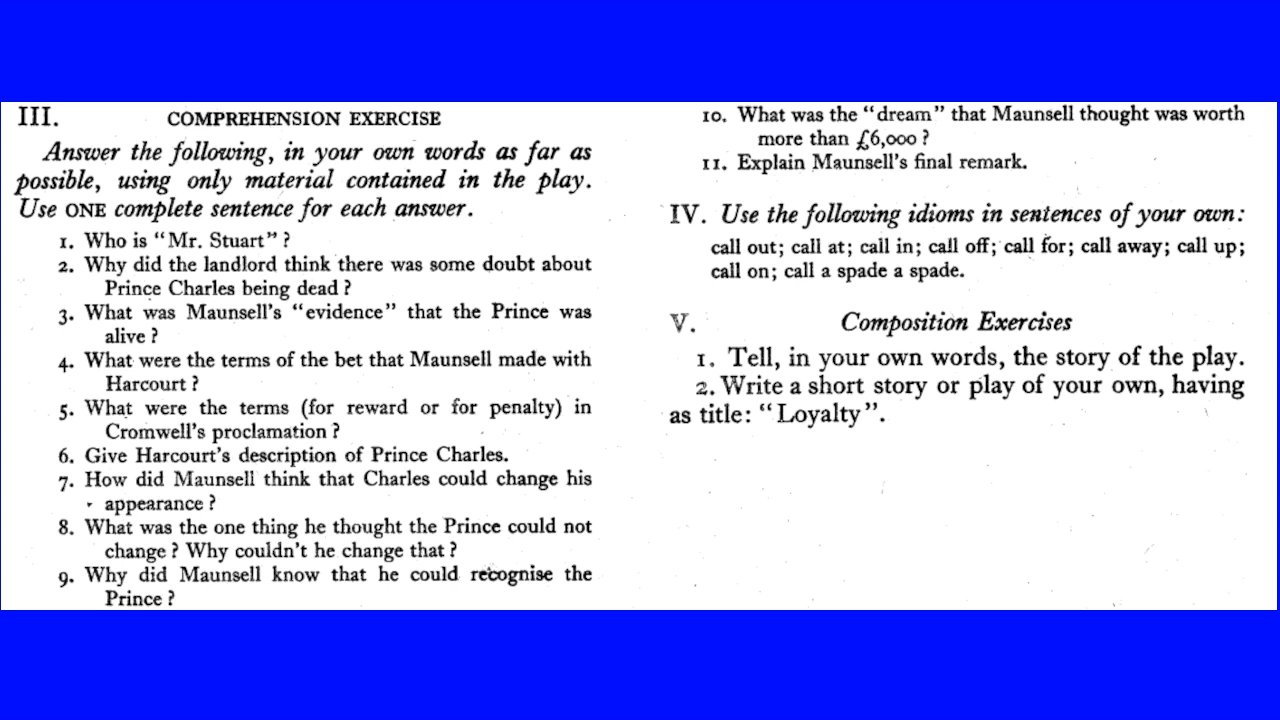 III. COMPREHENSION EXERCISE
Answer the following, in your own words as far as
possible, using only material contained in the play.
Use ONE complete sentence for each answer.
1. Who is “Mr. Stuart” ?
2. Why did the landlord think there was some doubt about
Prince Charles being dead ?
3. What was Maunsell’s “evidence” that the Prince was
alive ?
4. What were the terms of the bet that Maunsell made with
Harcourt ?
5. What were the terms (for reward or for penalty) in
Cromwell’s proclamation ?
6. Give Harcourt’s description of Prince Charles.
7. How did Maunsell think that Charles could change his
appearance ?
8. What was the one thing he thought the Prince could not
change ? Why couldn’t he change that ?
9. Why did Maunsell know that he could recognise the
Prince ?
10. What was the “dream” that Maunsell thought was worth
more than £6,000 ?
11. Explain Maunsell’s final remark.
IV. Use the following idioms in sentences of your own:
call out; call at; call in; call off; call for; call away; call up;
call on; call a spade a spade.
V. Composition Exercises
1. Tell, in your own words, the story of the play.
2. Write a short story or play of your own, having
as title: “Loyalty”.